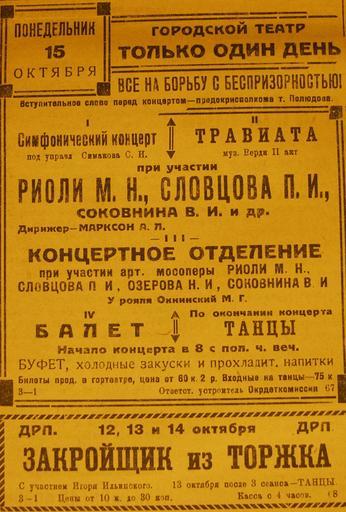 ПОНЕДЕЛЬНИК
15
ОКТЯБРЯ
ГОРОДСКОЙ ТЕАТР
ТОЛЬКО ОДИН ДЕНЬ
ВСЕ НА БОРЬБУ С БЕСПРИЗОРНОСТЬЮ!
Вступительное слово перед концертом—предокрисполкома т. Полюдова.
I
Симфонический концерт
под управл Симакова С. Н.
II
ТРАВИАТА
муз. Верди II акт
при участии
РИОЛИ М. Н., СЛОВЦОВА П. И.,
СОКОВНИНА В. И. и др.
Дирижер—МАРКСОН А. Л.
— III —
КОНЦЕРТНОЕ ОТДЕЛЕНИЕ
при участии арт. мосоперы РИОЛИ М. Н.,
СЛОВЦОВА П И, ОЗЕРОВА Н. И, СОКОВНИНА В И
У рояля Окнинский М. Г.
IV
БАЛЕТ
По окончании концерта
ТАНЦЫ
Начало концерта в 8 с пол. ч. веч.
БУФЕТ, холодные закуски и прохладит. напитки
Билеты прод. в гортеатре, цена от 60 к. 2 р. Входные на танцы—75 к
3—1 Ответст. устроитель Окрдеткомиссия 67
ДРП. 12, 13 и 14 октября ДРП.
ЗАКРОЙЩИК из ТОРЖКА
С участием Игоря Ильинского. 13 октября после 3 сеанса—ТАНЦЫ.
3—1 Цены от 10 к. до 30 коп. Касса с 4 часов. 68